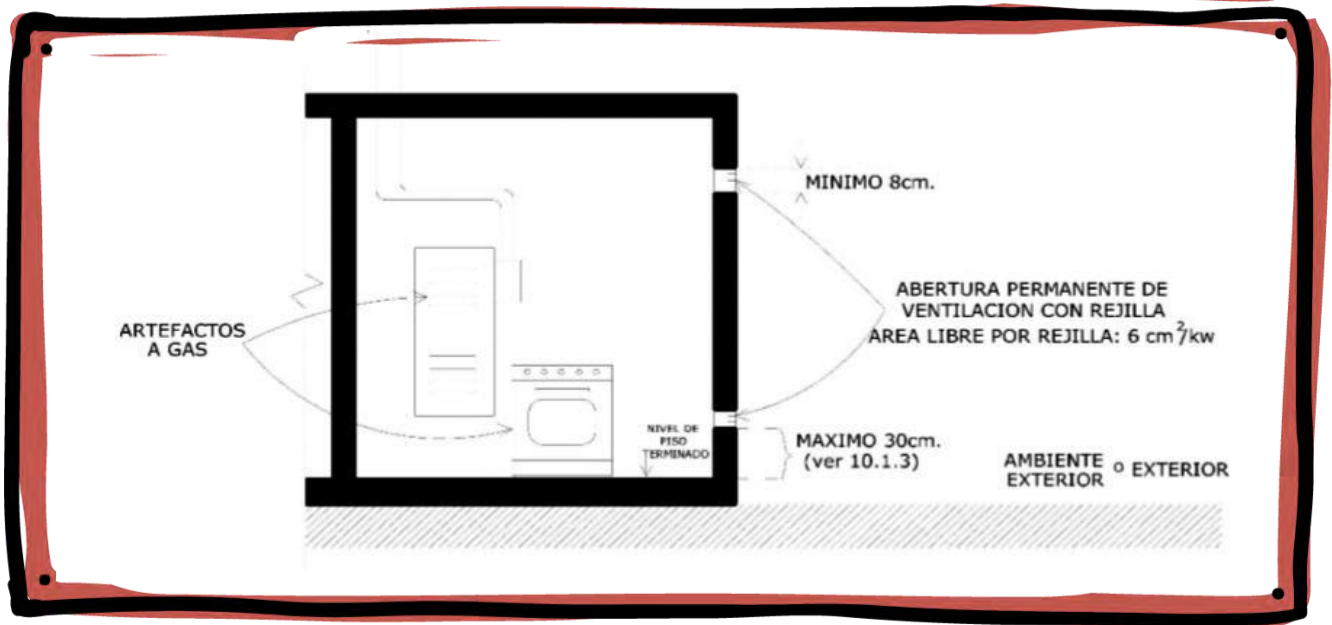 MINIMO 8cm.
ABERTURA PERMANENTE DE
VENTILACION CON REJILLA
AREA LIBRE POR REJILLA: 6 cm²/kw
ARTEFACTOS
A GAS
NIVEL DE
PISO
TERMINADO
MAXIMO 30cm.
(ver 10.1.3)
AMBIENTE
EXTERIOR
o EXTERIOR